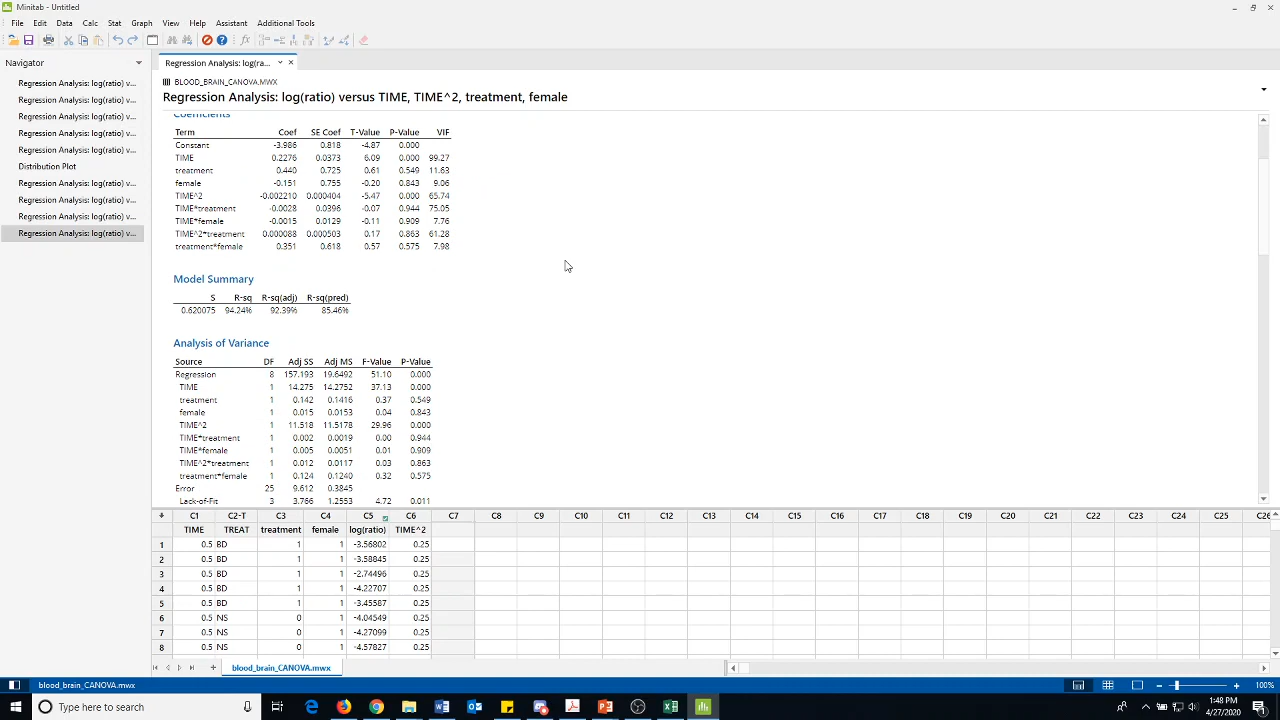 Minitab - Untitled
File Edit Data Calc Stat Graph View Help Assistant Additional Tools
Navigator
Regression Analysis: log(ratio) v...
Regression Analysis: log(ratio) v...
Regression Analysis: log(ratio) v...
Regression Analysis: log(ratio) v...
Regression Analysis: log(ratio) v...
Distribution Plot
Regression Analysis: log(ratio) v...
Regression Analysis: log(ratio) v...
Regression Analysis: log(ratio) v...
Regression Analysis: log(ratio) v...
Regression Analysis: log(ra...
BLOOD_BRAIN_CANOVA.MWX
Regression Analysis: log(ratio) versus TIME, TIME^2, treatment, female
Coefficients
Term Coef SE Coef T-Value P-Value VIF
Constant -3.986 0.818 -4.87 0.000
TIME 0.2276 0.0373 6.09 0.000 99.27
treatment 0.440 0.725 0.61 0.549 11.63
female -0.151 0.755 -0.20 0.843 9.06
TIME^2 -0.002210 0.000404 -5.47 0.000 65.74
TIME*treatment -0.0028 0.0396 -0.07 0.944 75.05
TIME*female -0.0015 0.0129 -0.11 0.909 7.76
TIME^2*treatment 0.000088 0.000503 0.17 0.863 61.28
treatment*female 0.351 0.618 0.57 0.575 7.98
Model Summary
S R-sq R-sq(adj) R-sq(pred)
0.620075 94.24% 92.39% 85.46%
Analysis of Variance
Source DF Adj SS Adj MS F-Value P-Value
Regression 8 157.193 19.6492 51.10 0.000
TIME 1 14.275 14.2752 37.13 0.000
treatment 1 0.142 0.1416 0.37 0.549
female 1 0.015 0.0153 0.04 0.843
TIME^2 1 11.518 11.5178 29.96 0.000
TIME*treatment 1 0.002 0.0019 0.00 0.944
TIME*female 1 0.005 0.0051 0.01 0.909
TIME^2*treatment 1 0.012 0.0117 0.03 0.863
treatment*female 1 0.124 0.1240 0.32 0.575
Error 25 9.612 0.3845
Lack-of-Fit 3 3.766 1.2553 4.72 0.011
C1 C2-T C3 C4 C5 C6 C7 C8 C9 C10 C11 C12 C13 C14 C15 C16 C17 C18 C19 C20 C21 C22 C23 C24 C25 C26
TIME TREAT treatment female log(ratio) TIME^2
1 0.5 BD 1 1 -3.56802 0.25
2 0.5 BD 1 1 -3.58845 0.25
3 0.5 BD 1 1 -2.74496 0.25
4 0.5 BD 1 1 -4.22707 0.25
5 0.5 BD 1 1 -3.45587 0.25
6 0.5 NS 0 1 -4.04549 0.25
7 0.5 NS 0 1 -4.27099 0.25
8 0.5 NS 0 1 -4.57827 0.25
blood_brain_CANOVA.mwx
blood_brain_CANOVA.mwx
100%
Type here to search
1:48 PM
4/27/2020